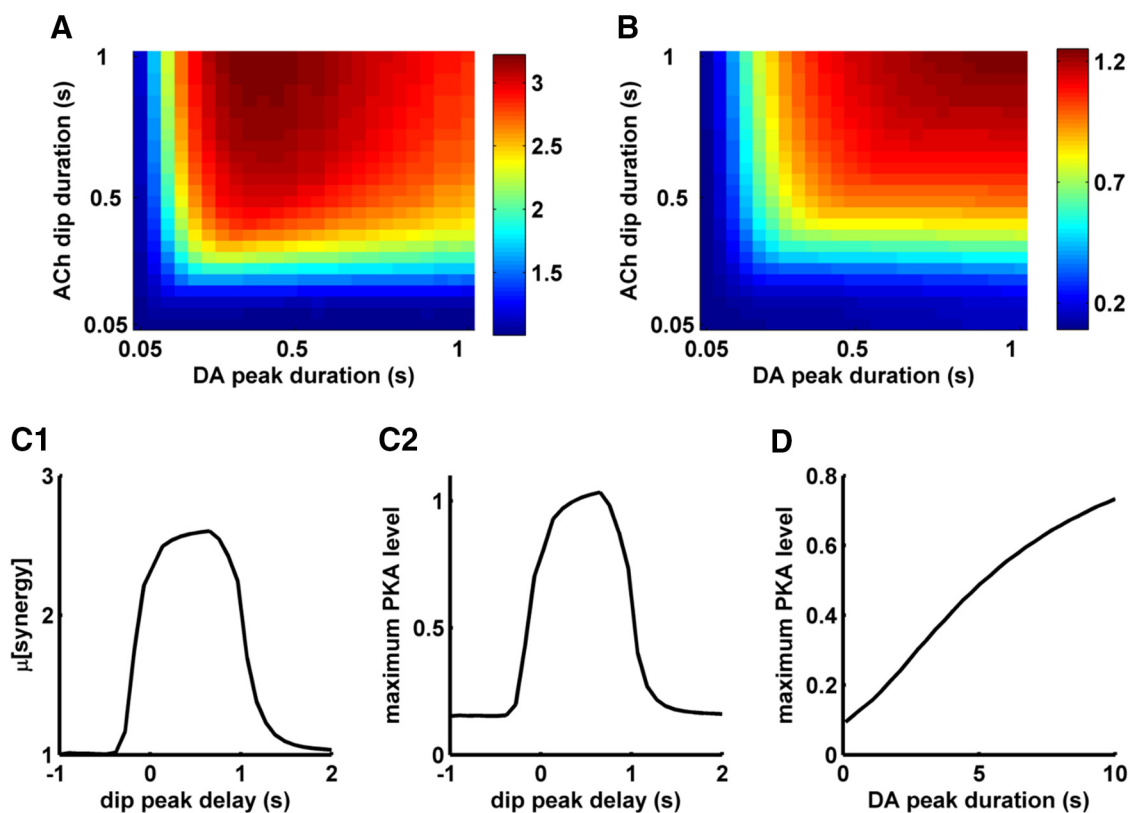 A
ACh dip duration (s)
1
0.5
0.05
0.05 0.5 1
DA peak duration (s)
3
2.5
2
1.5
B
ACh dip duration (s)
1
0.5
0.05
0.05 0.5 1
DA peak duration (s)
1.2
0.7
0.2
C1
μ[synergy]
3
2
1
-1 0 1 2
dip peak delay (s)
C2
maximum PKA level
1
0.5
0
-1 0 1 2
dip peak delay (s)
D
maximum PKA level
0.8
0.6
0.4
0.2
0
0 5 10
DA peak duration (s)